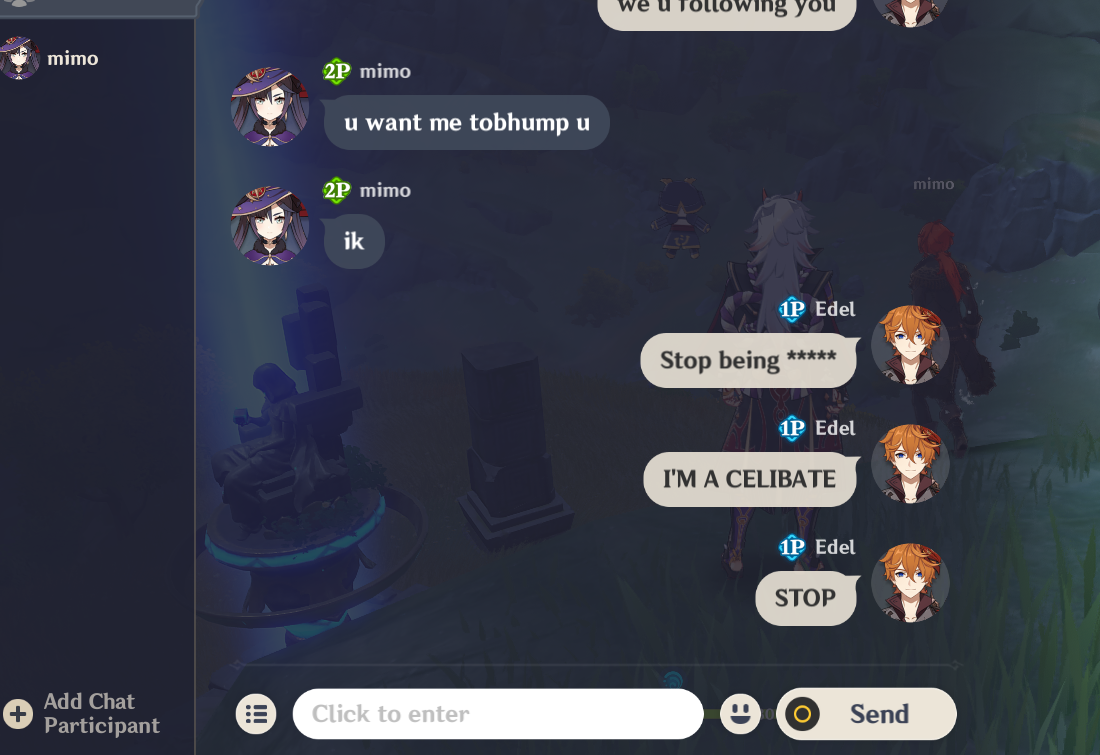 we u following you
mimo
2P mimo
u want me tobhump u
2P mimo
ik
mimo
1P Edel
Stop being *****
1P Edel
I'M A CELIBATE
1P Edel
STOP
Add Chat
Participant
Click to enter
Send